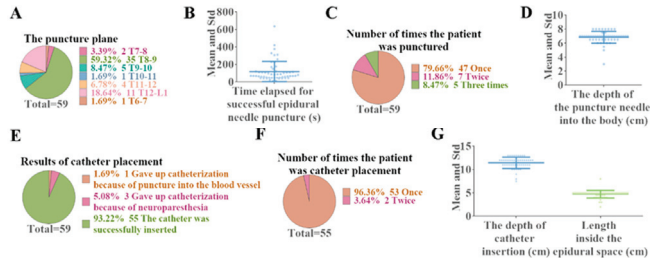 A
The puncture plane
3.39% 2 T7-8
59.32% 35 T8-9
8.47% 5 T9-10
1.69% 1 T10-11
6.78% 4 T11-12
18.64% 11 T12-L1
1.69% 1 T6-7
Total=59
B
Mean and Std
800
600
400
200
0
Time elapsed for
successful epidural
needle puncture (s)
C
Number of times the patient
was punctured
79.66% 47 Once
11.86% 7 Twice
8.47% 5 Three times
Total=59
D
Mean and Std
10
8
6
4
2
0
The depth of
the puncture needle
into the body (cm)
E
Results of catheter placement
1.69% 1 Gave up catheterization
because of puncture into the blood vessel
5.08% 3 Gave up catheterization
because of neuroparesthesia
93.22% 55 The catheter was
successfully inserted
Total=59
F
Number of times the patient
was catheter placement
96.36% 53 Once
3.64% 2 Twice
Total=55
G
Mean and Std
15
10
5
0
The depth of
catheter
insertion (cm)
Length
inside the
epidural space (cm)